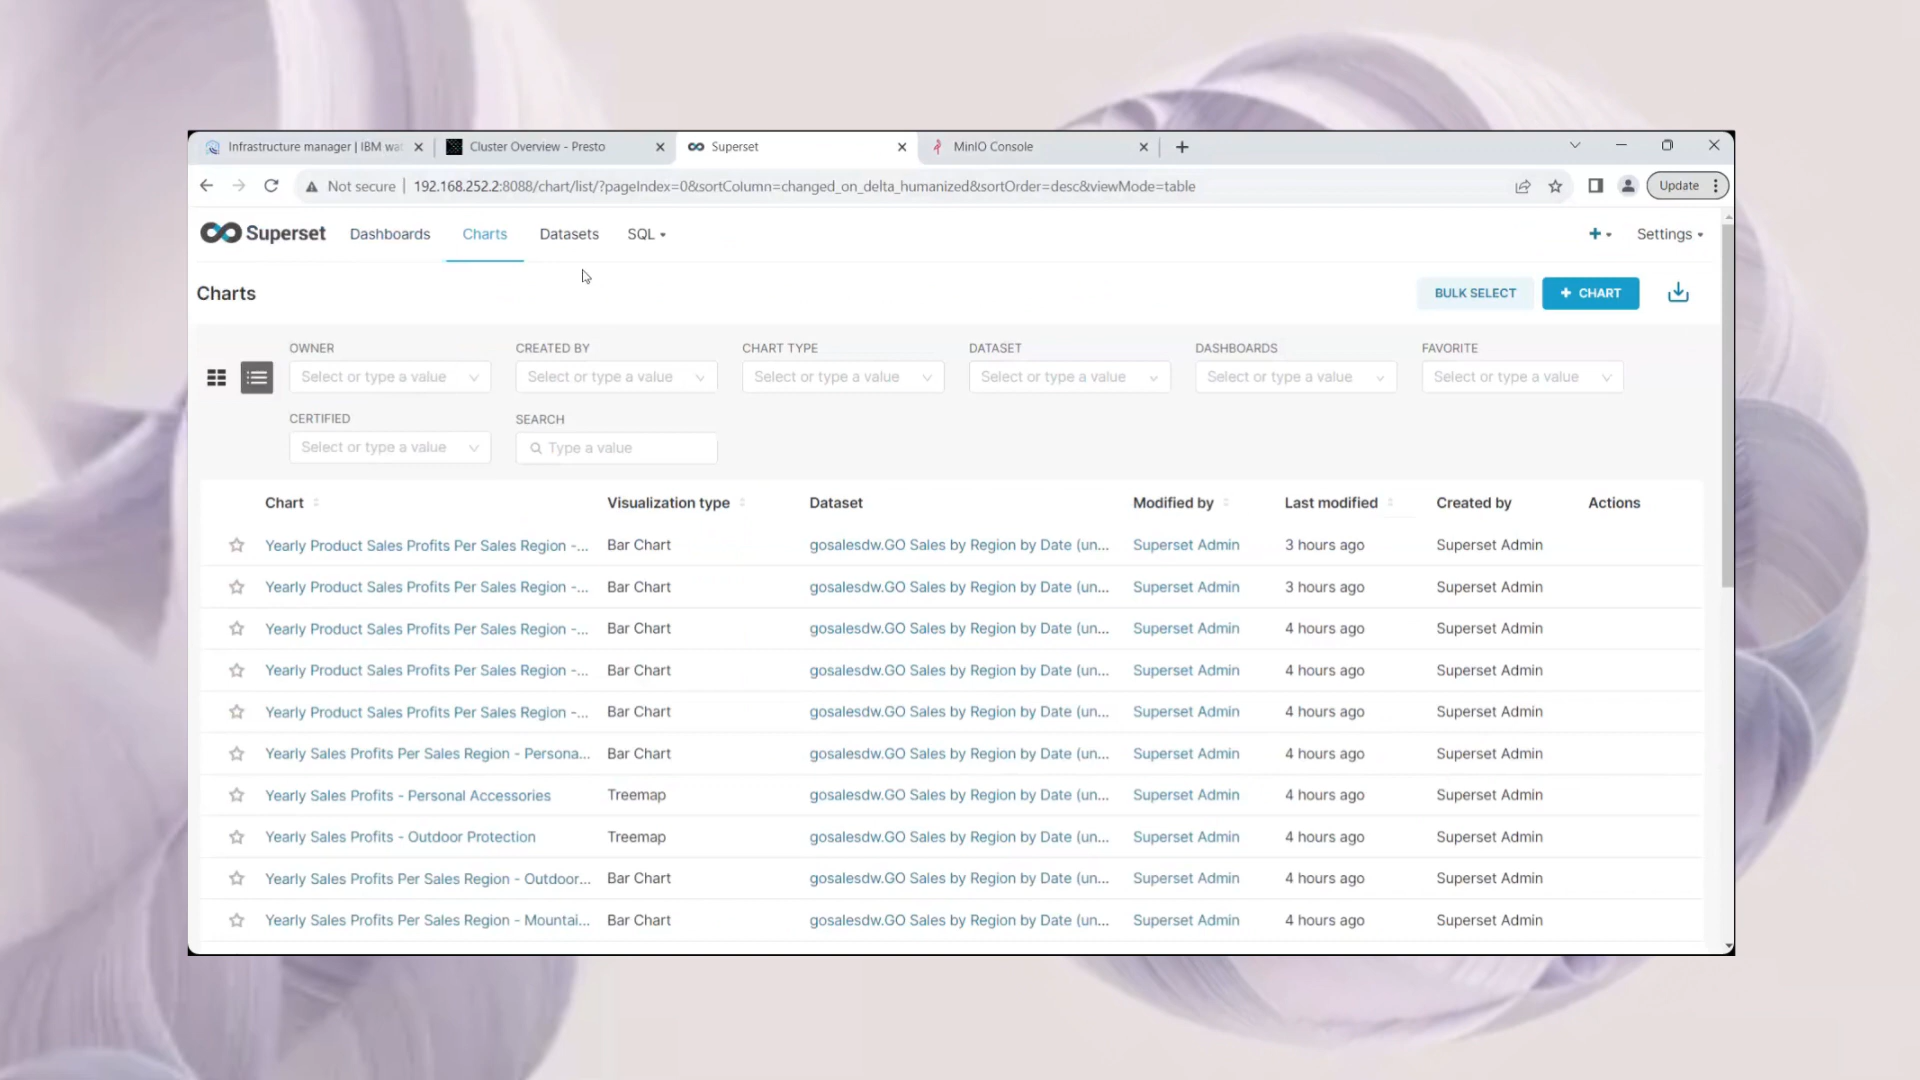 Infrastructure manager | IBM wat Cluster Overview - Presto Superset MinIO Console
Not secure 192.168.252.2:8088/chart/list/?pageIndex=0&sortColumn=changed_on_delta_humanized&sortOrder=desc&viewMode=table Update
Superset Dashboards Charts Datasets SQL Settings
Charts BULK SELECT + CHART
OWNER CREATED BY CHART TYPE DATASET DASHBOARDS FAVORITE
Select or type a value Select or type a value Select or type a value Select or type a value Select or type a value Select or type a value
CERTIFIED SEARCH
Select or type a value Type a value
Chart Visualization type Dataset Modified by Last modified Created by Actions
Yearly Product Sales Profits Per Sales Region -... Bar Chart gosalesdw.GO Sales by Region by Date (un... Superset Admin 3 hours ago Superset Admin
Yearly Product Sales Profits Per Sales Region -... Bar Chart gosalesdw.GO Sales by Region by Date (un... Superset Admin 3 hours ago Superset Admin
Yearly Product Sales Profits Per Sales Region -... Bar Chart gosalesdw.GO Sales by Region by Date (un... Superset Admin 4 hours ago Superset Admin
Yearly Product Sales Profits Per Sales Region -... Bar Chart gosalesdw.GO Sales by Region by Date (un... Superset Admin 4 hours ago Superset Admin
Yearly Product Sales Profits Per Sales Region -... Bar Chart gosalesdw.GO Sales by Region by Date (un... Superset Admin 4 hours ago Superset Admin
Yearly Sales Profits Per Sales Region - Persona... Bar Chart gosalesdw.GO Sales by Region by Date (un... Superset Admin 4 hours ago Superset Admin
Yearly Sales Profits - Personal Accessories Treemap gosalesdw.GO Sales by Region by Date (un... Superset Admin 4 hours ago Superset Admin
Yearly Sales Profits - Outdoor Protection Treemap gosalesdw.GO Sales by Region by Date (un... Superset Admin 4 hours ago Superset Admin
Yearly Sales Profits Per Sales Region - Outdoor... Bar Chart gosalesdw.GO Sales by Region by Date (un... Superset Admin 4 hours ago Superset Admin
Yearly Sales Profits Per Sales Region - Mountai... Bar Chart gosalesdw.GO Sales by Region by Date (un... Superset Admin 4 hours ago Superset Admin